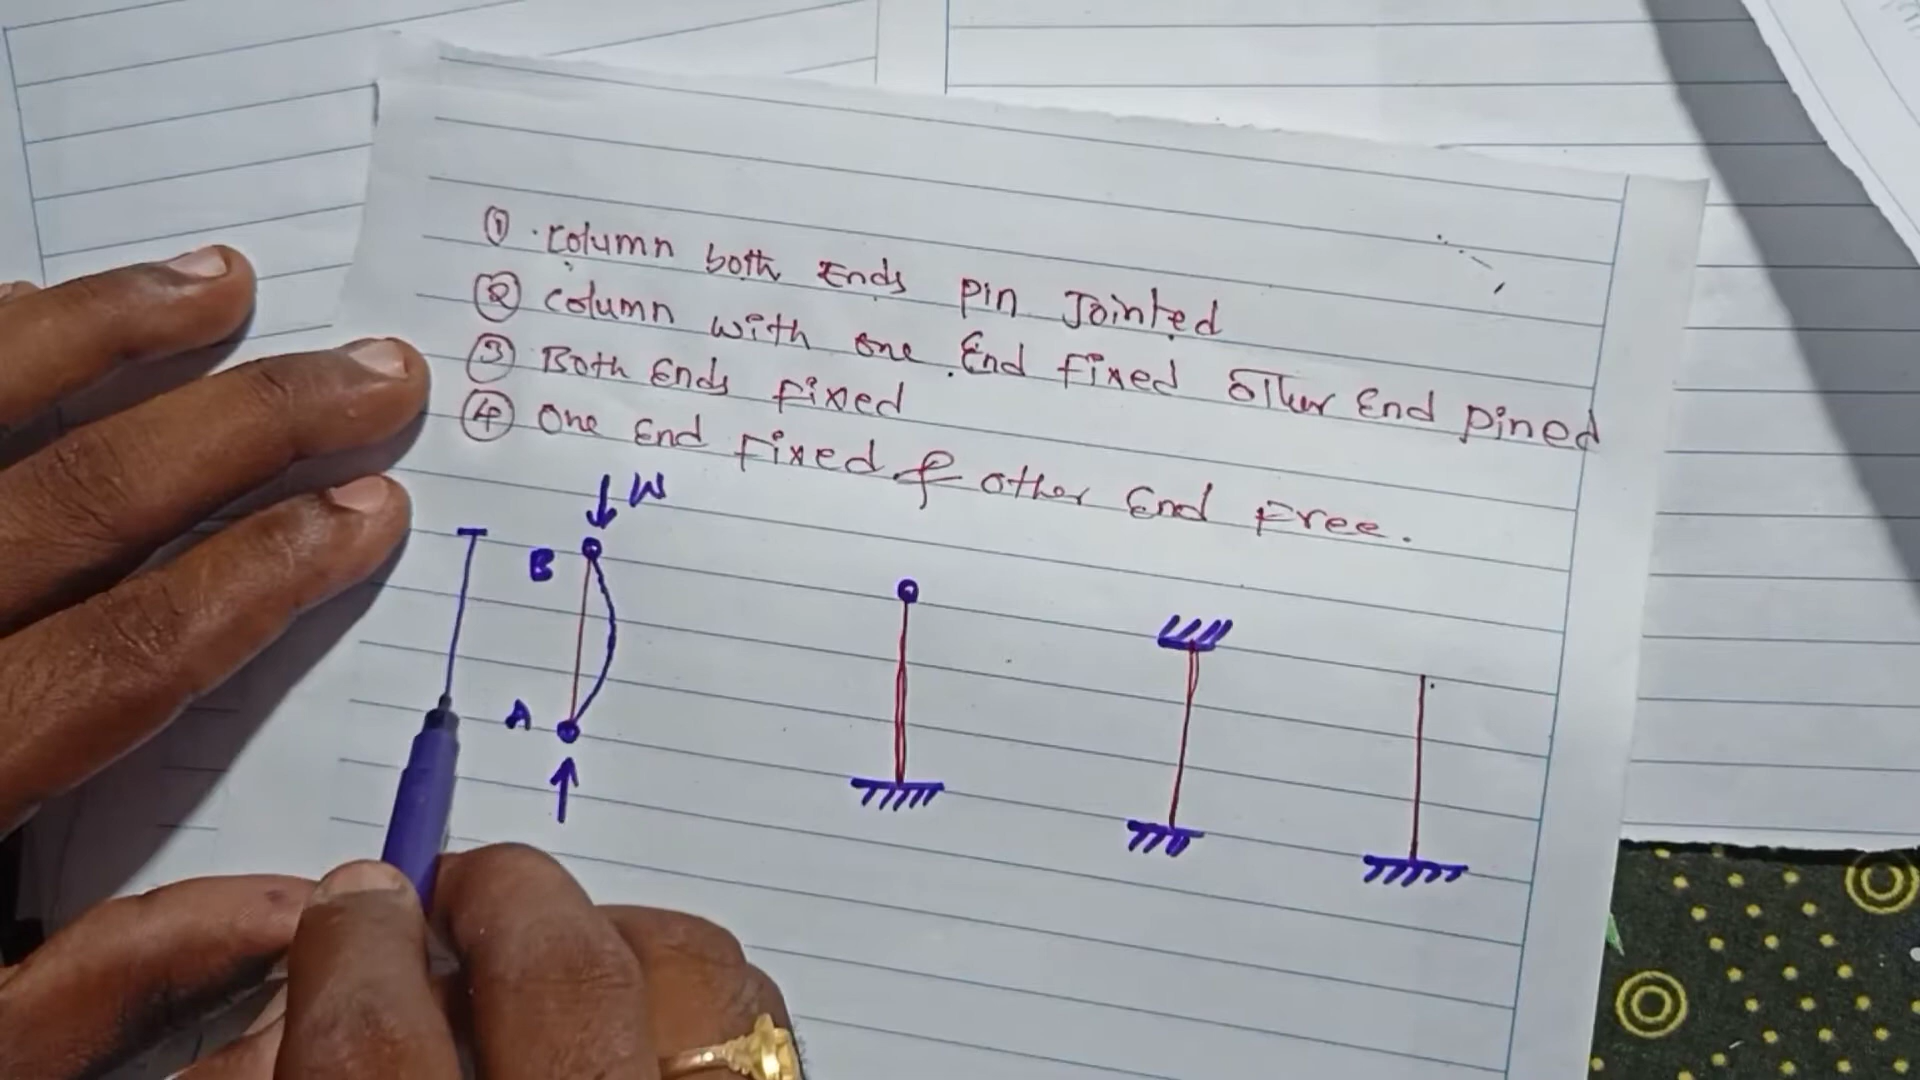 ① column both Ends Pin Jointed
② column with one End fixed other End Pined
③ Both Ends fixed
④ One End Fixed & other End Free.
W
B
A